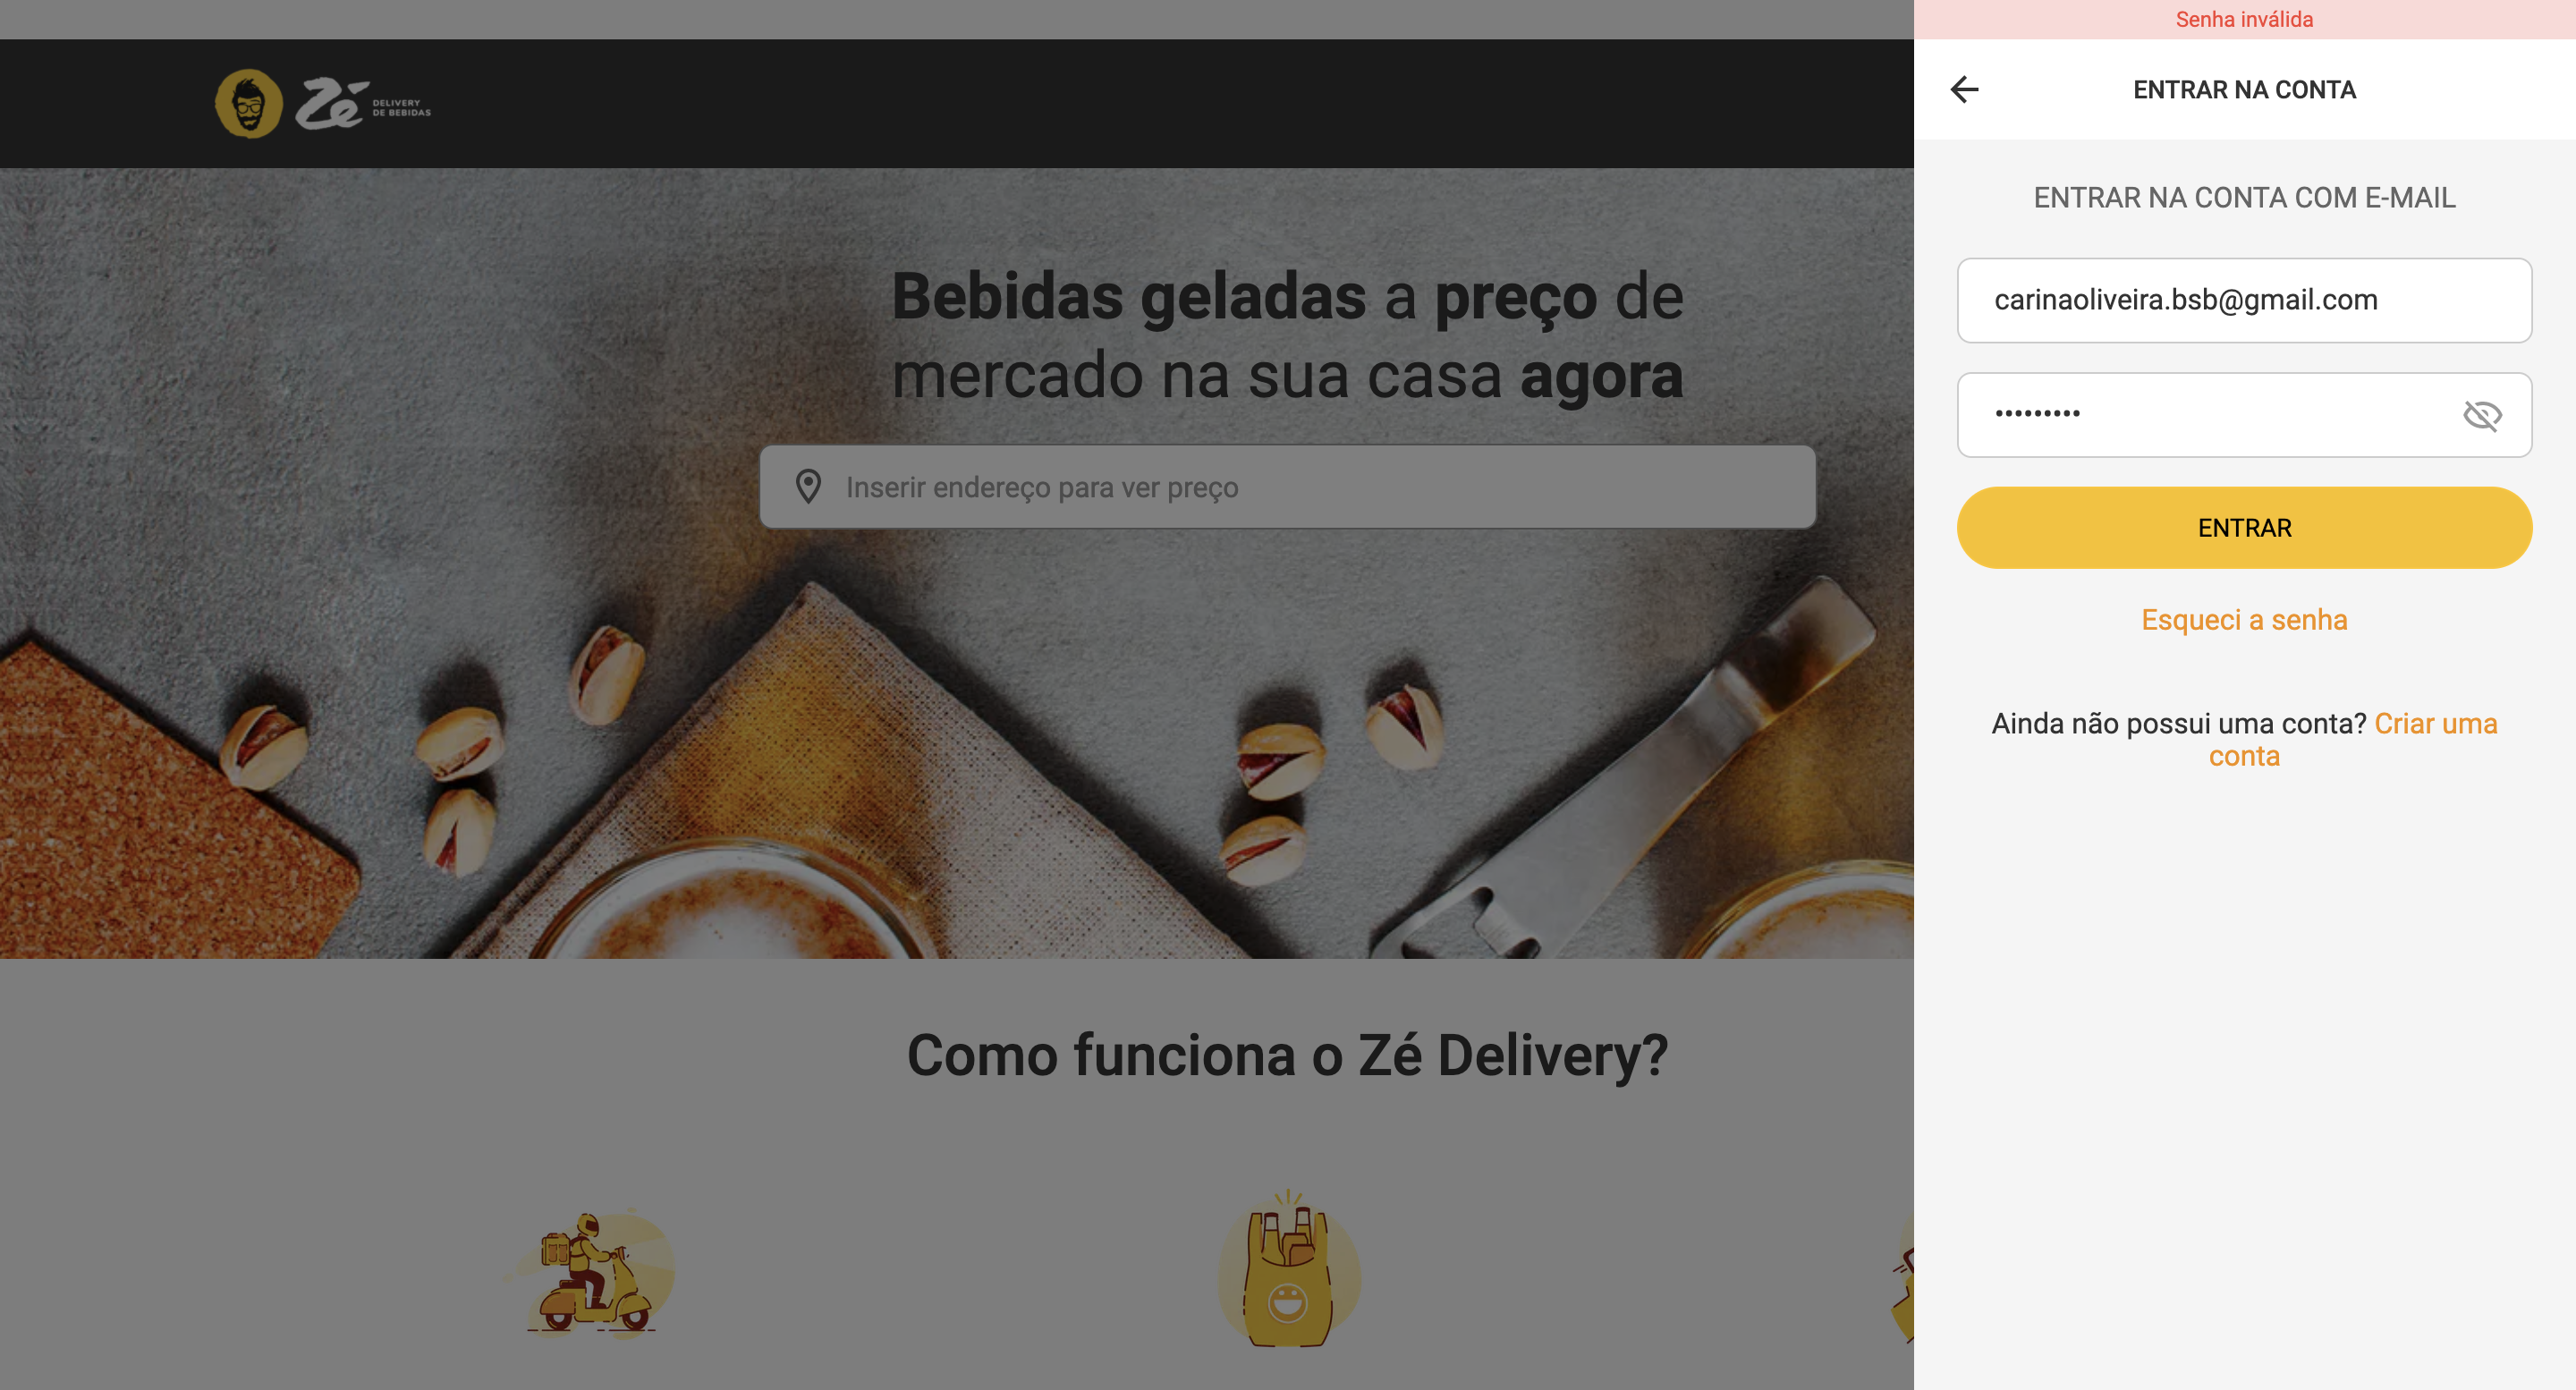 Senha inválida
Zé DELIVERY
DE BEBIDAS
ENTRAR NA CONTA
ENTRAR NA CONTA COM E-MAIL
carinaoliveira.bsb@gmail.com
•••••••••
ENTRAR
Esqueci a senha
Ainda não possui uma conta? Criar uma
conta
Bebidas geladas a preço de
mercado na sua casa agora
Inserir endereço para ver preço
Como funciona o Zé Delivery?